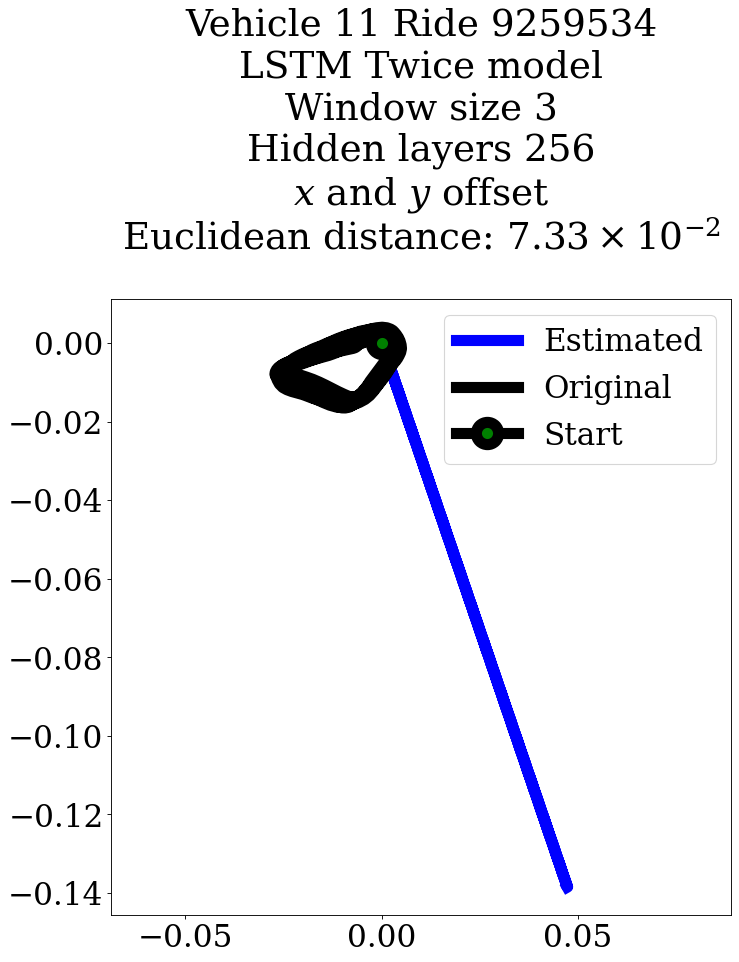 Vehicle 11 Ride 9259534
LSTM Twice model
Window size 3
Hidden layers 256
x and y offset
Euclidean distance: 7.33 × 10⁻²
Estimated
Original
Start
0.00
−0.02
−0.04
−0.06
−0.08
−0.10
−0.12
−0.14
−0.05
0.00
0.05